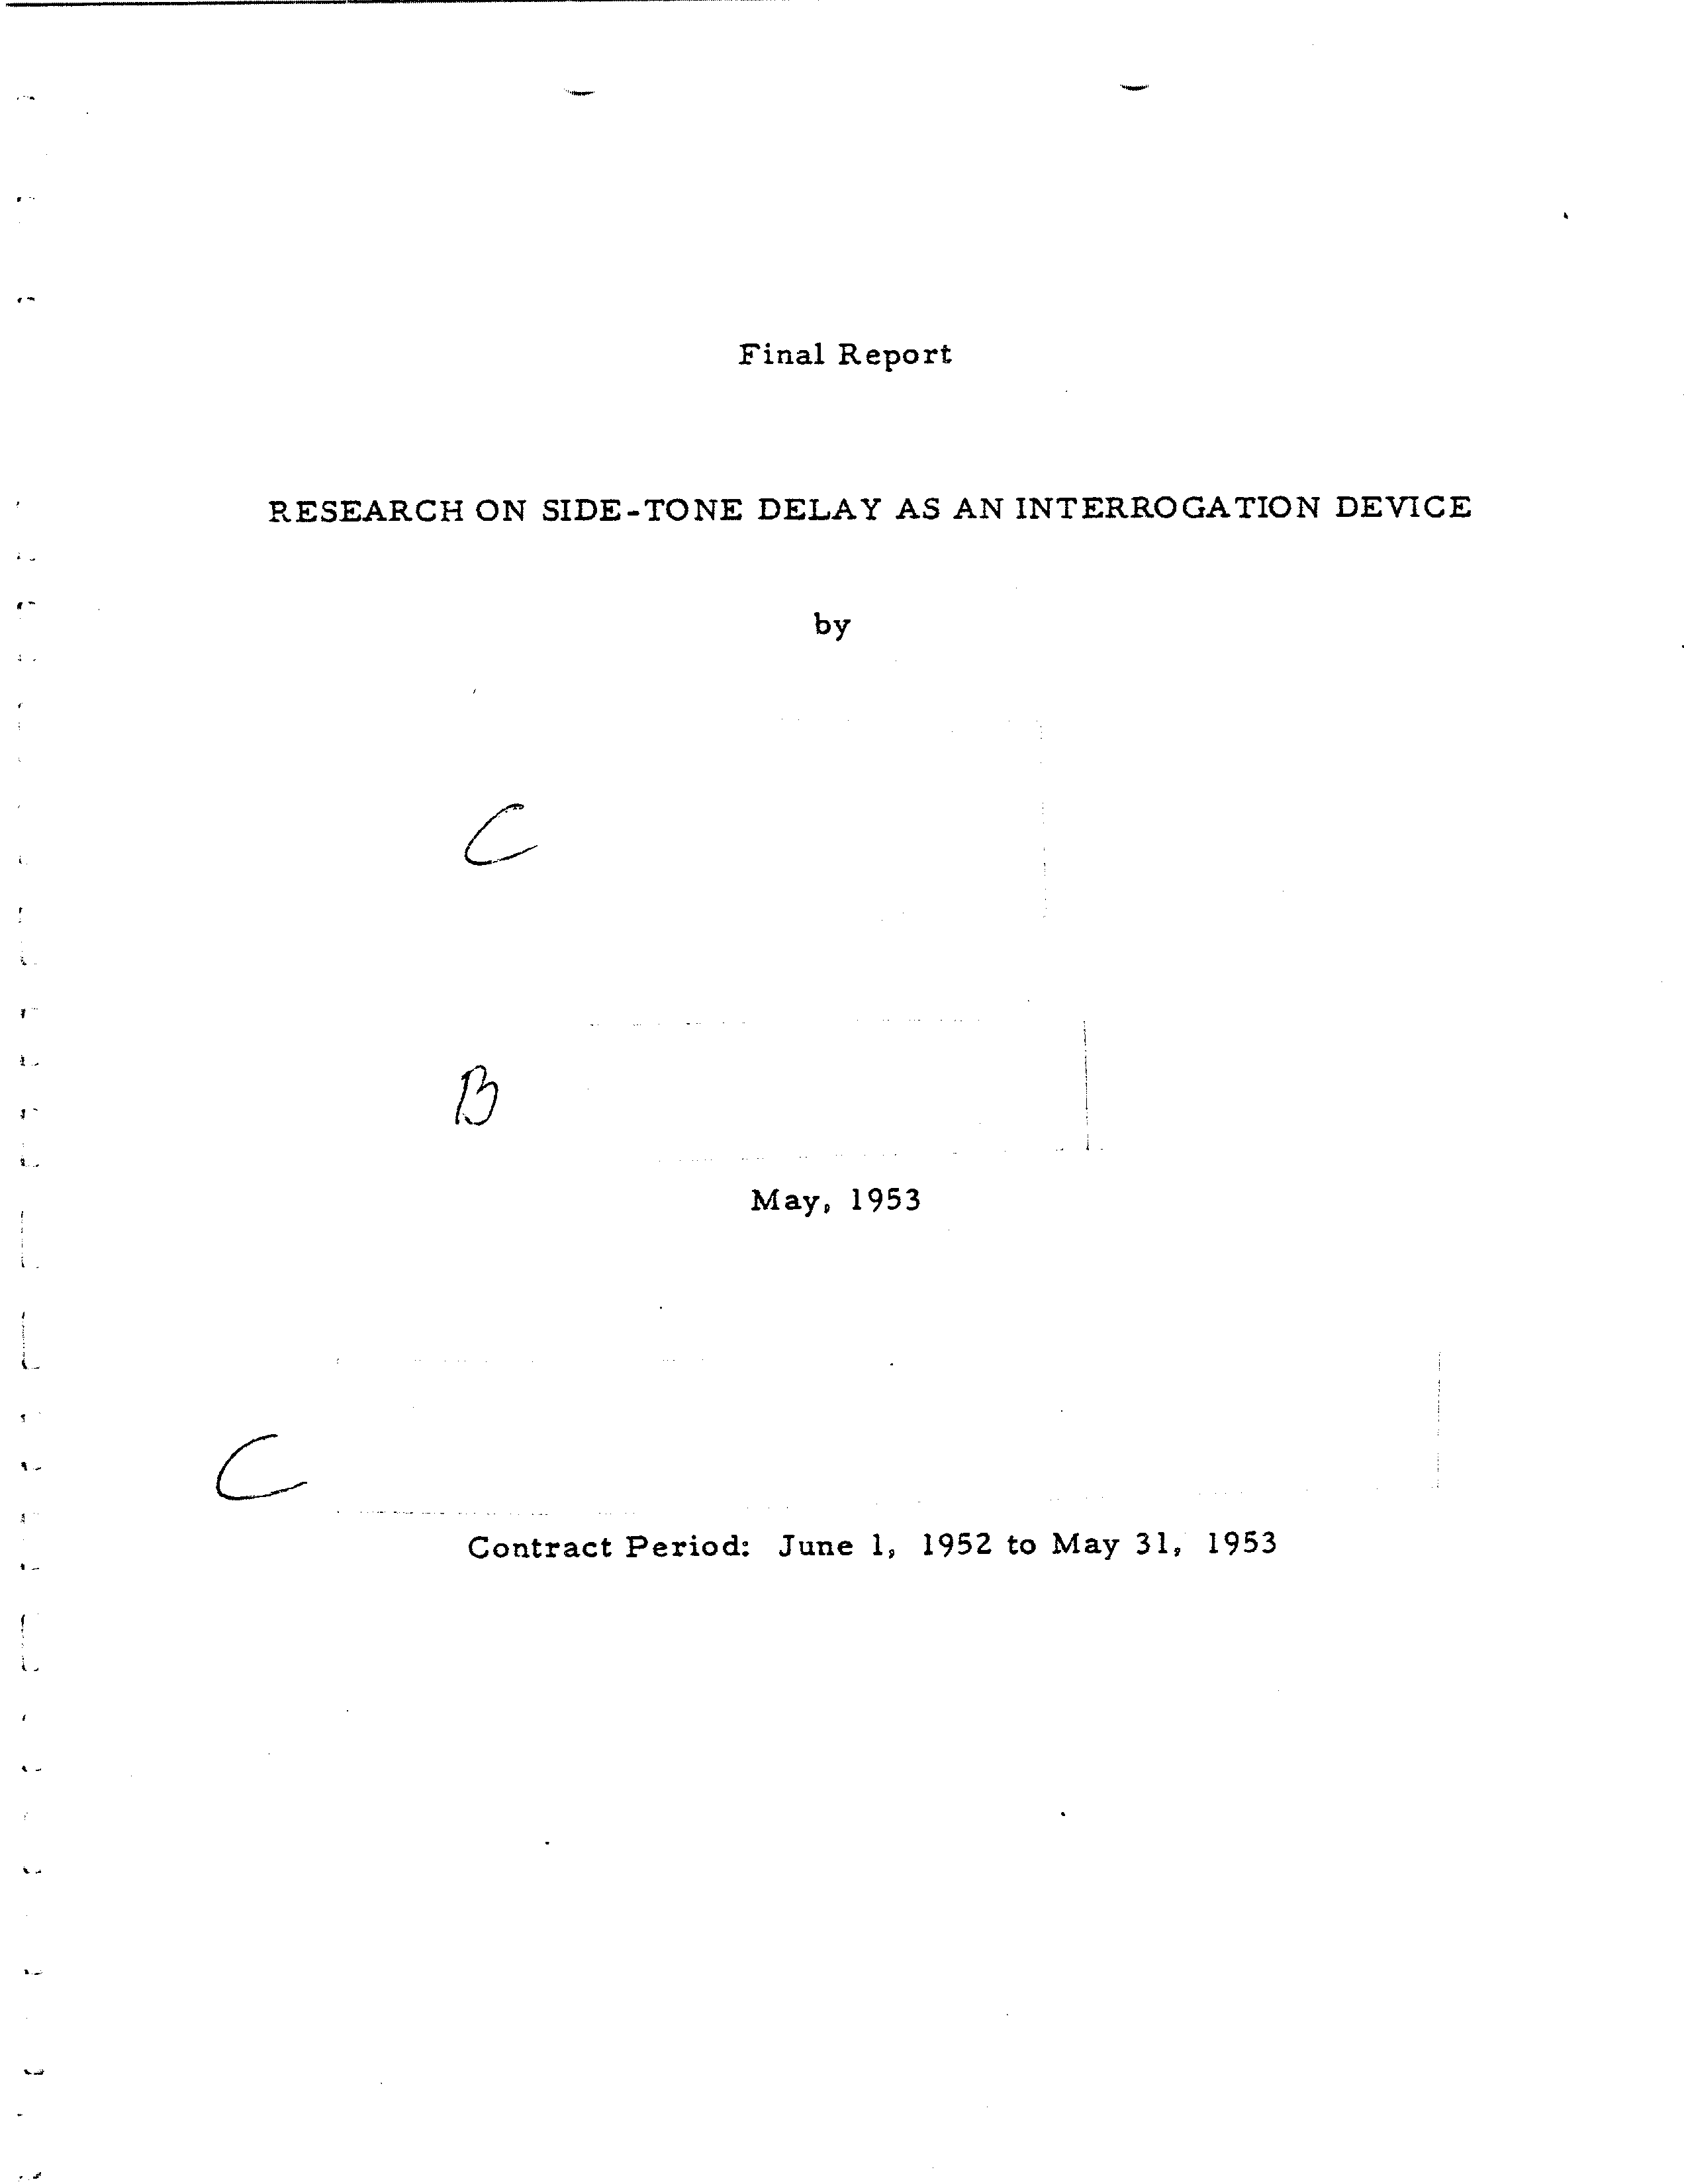 Final Report
RESEARCH ON SIDE-TONE DELAY AS AN INTERROGATION DEVICE
by
C
B
May, 1953
C
Contract Period: June 1, 1952 to May 31, 1953